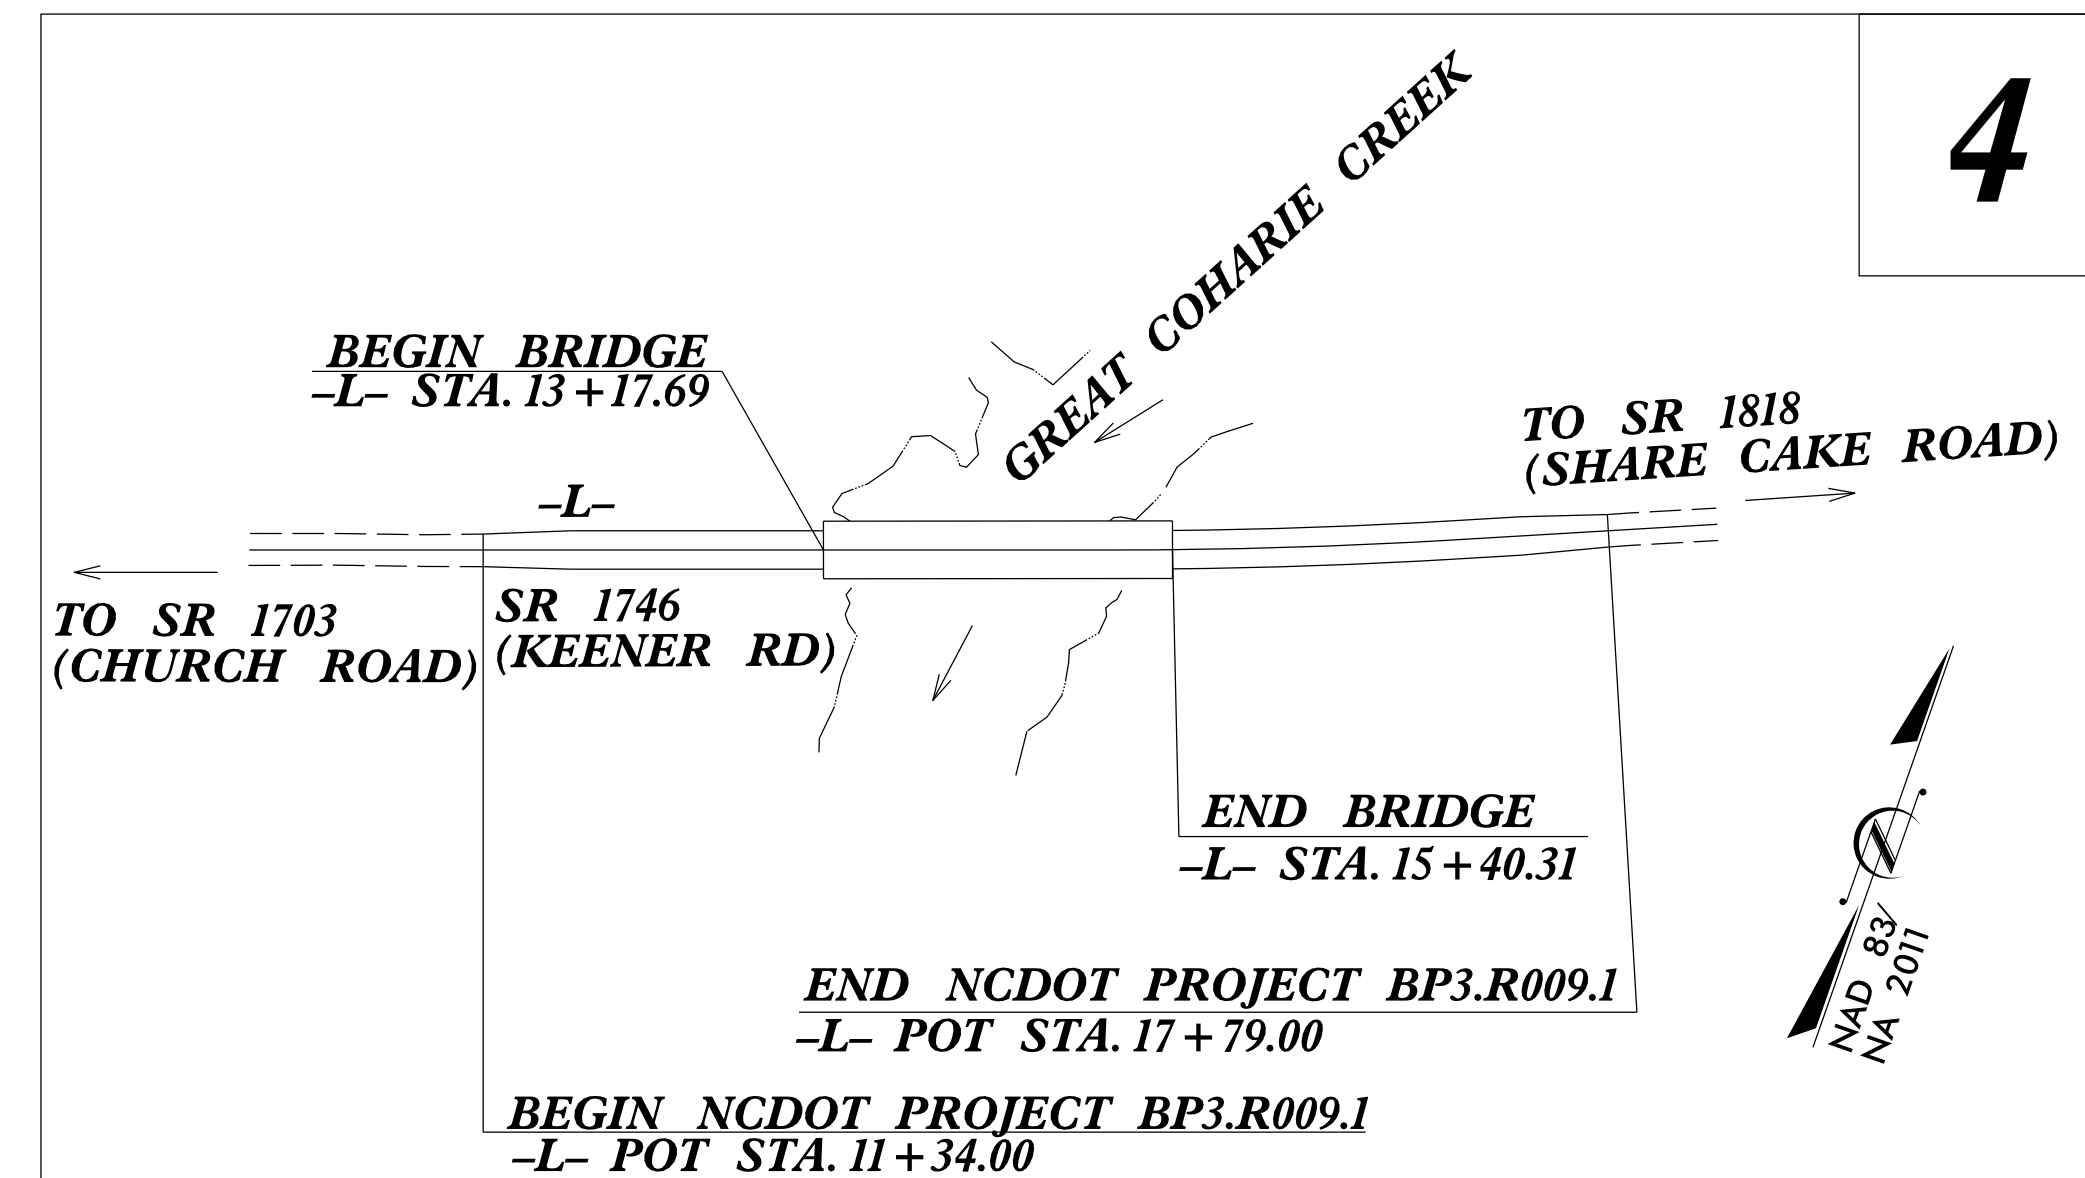 4
GREAT COHARIE CREEK
BEGIN BRIDGE
–L– STA. 13+17.69
TO SR 1818
(SHARE CAKE ROAD)
–L–
TO SR 1703
(CHURCH ROAD)
SR 1746
(KEENER RD)
END BRIDGE
–L– STA. 15+40.31
N
NAD 83/
NA 2011
END NCDOT PROJECT BP3.R009.1
–L– POT STA. 17+79.00
BEGIN NCDOT PROJECT BP3.R009.1
–L– POT STA. 11+34.00